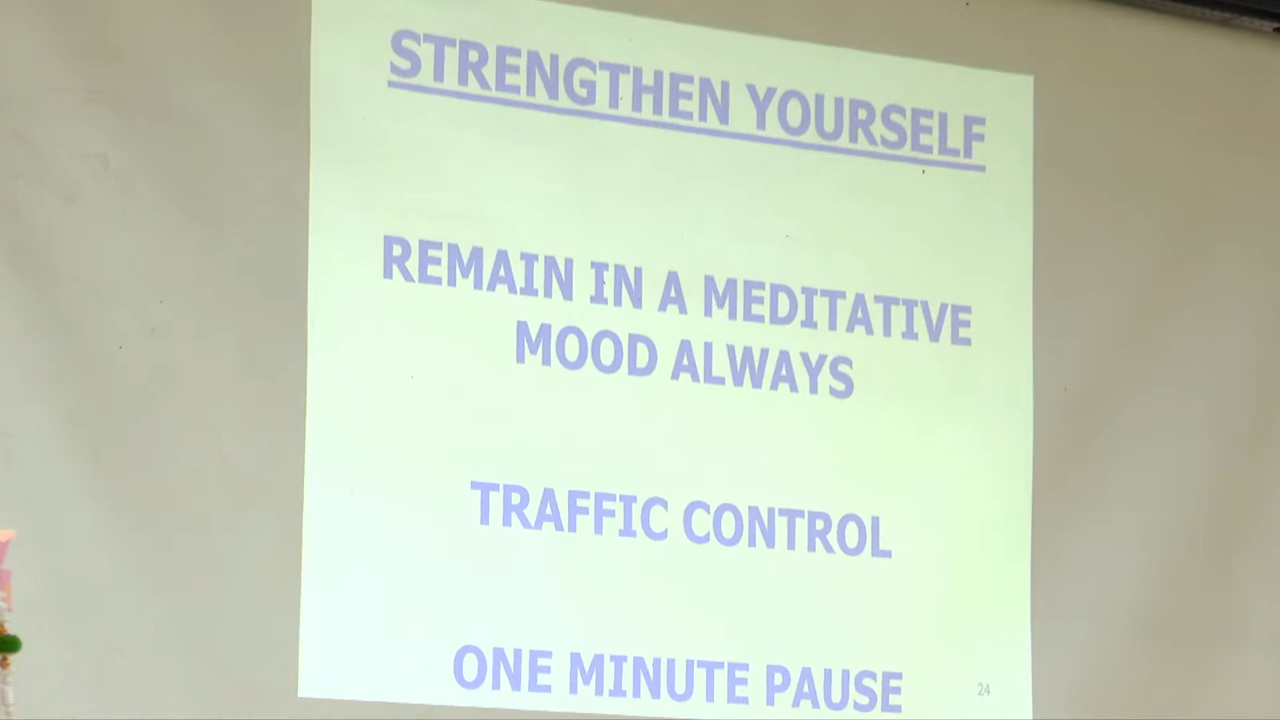 STRENGTHEN YOURSELF
REMAIN IN A MEDITATIVE
MOOD ALWAYS
TRAFFIC CONTROL
ONE MINUTE PAUSE
24